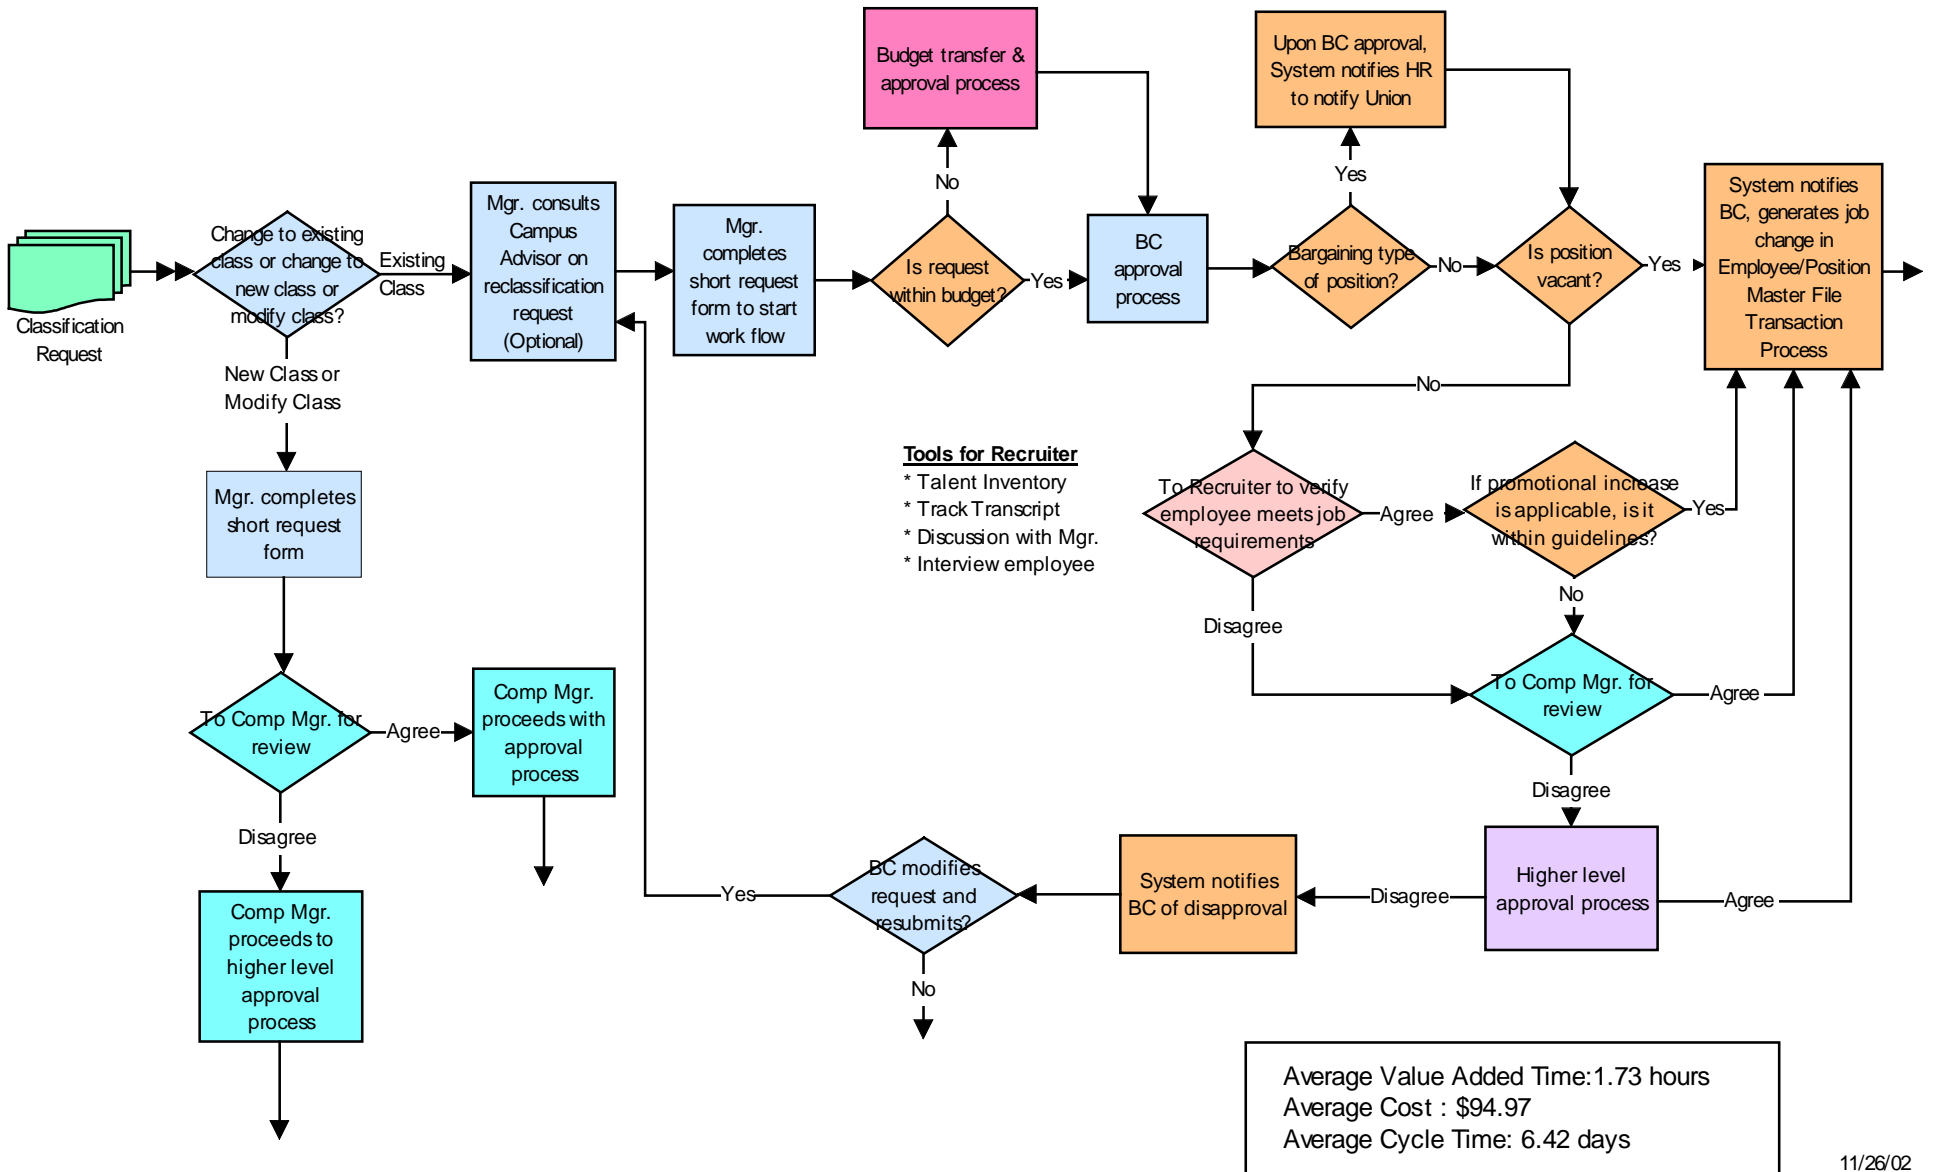 Budget transfer &
approval process
Upon BC approval,
System notifies HR
to notify Union
No
Yes
Classification
Request
Change to existing
class or change to
new class or
modify class?
Existing
Class
Mgr. consults
Campus
Advisor on
reclassification
request
(Optional)
Mgr.
completes
short request
form to start
work flow
Is request
within budget?
Yes
BC
approval
process
Bargaining type
of position?
No
Is position
vacant?
Yes
System notifies
BC, generates job
change in
Employee/Position
Master File
Transaction
Process
New Class or
Modify Class
No
Mgr. completes
short request
form
Tools for Recruiter
* Talent Inventory
* Track Transcript
* Discussion with Mgr.
* Interview employee
To Recruiter to verify
employee meets job
requirements
Agree
If promotional increase
is applicable, is it
within guidelines?
Yes
No
Disagree
To Comp Mgr. for
review
Agree
Comp Mgr.
proceeds with
approval
process
To Comp Mgr. for
review
Agree
Disagree
Disagree
Comp Mgr.
proceeds to
higher level
approval
process
Yes
BC modifies
request and
resubmits?
System notifies
BC of disapproval
Disagree
Higher level
approval process
Agree
No
Average Value Added Time:1.73 hours
Average Cost : $94.97
Average Cycle Time: 6.42 days
11/26/02